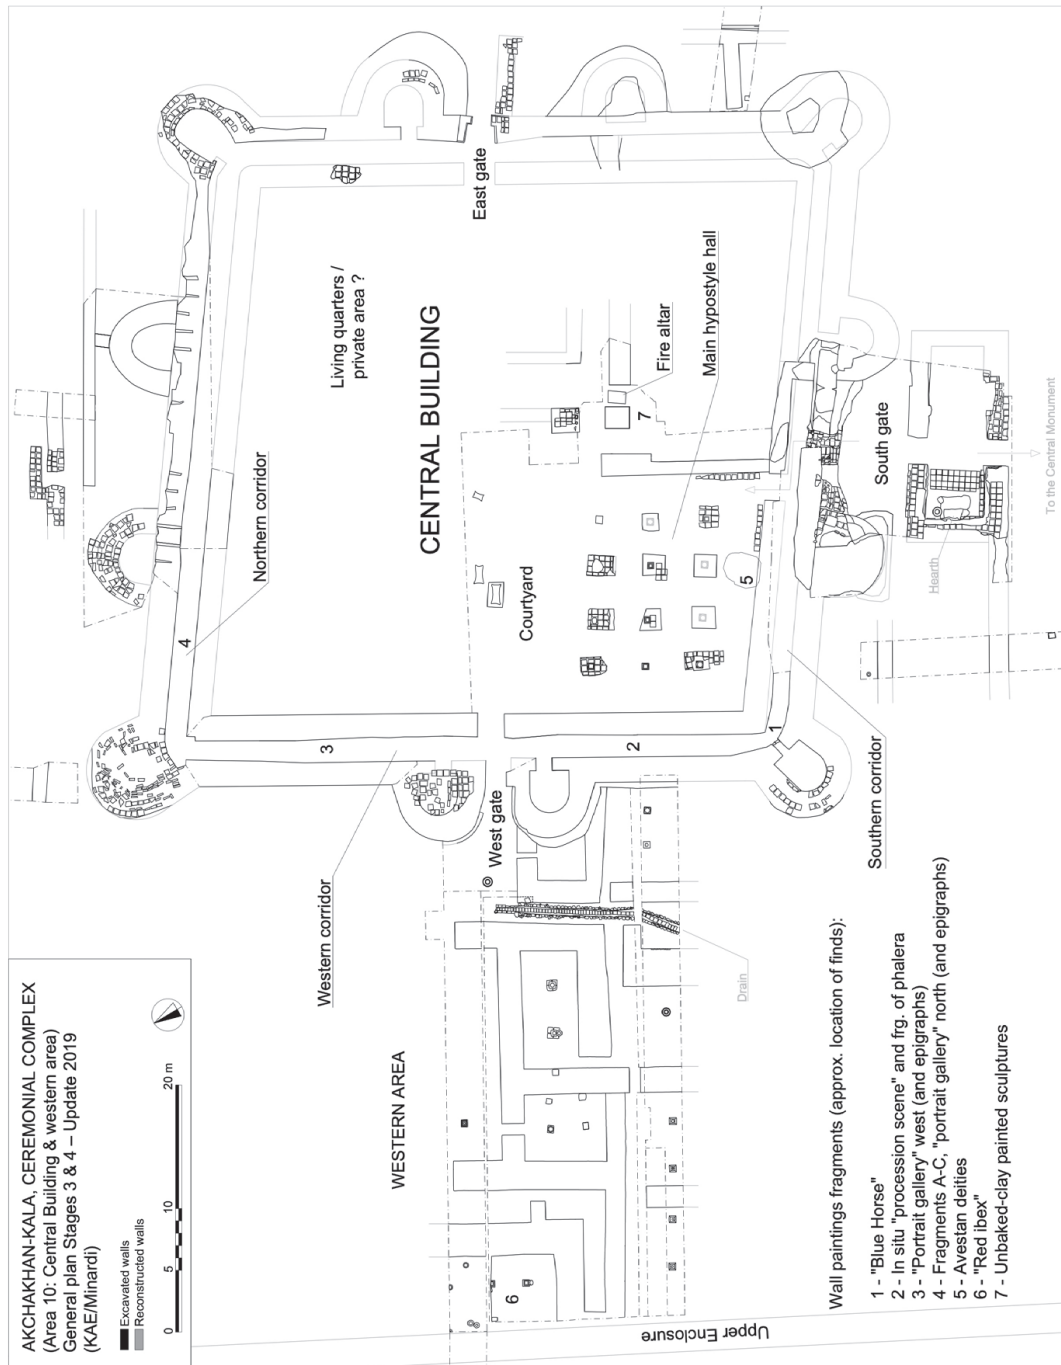 AKCHAKHAN-KALA, CEREMONIAL COMPLEX
(Area 10: Central Building & western area)
General plan Stages 3 & 4 – Update 2019
(KAE/Minardi)
Excavated walls
Reconstructed walls
0
5
10
20 m
WESTERN AREA
6
Upper Enclosure
Drain
West gate
Western corridor
3
2
1
4
Northern corridor
Courtyard
CENTRAL BUILDING
Living quarters /
private area ?
East gate
Fire altar
7
Main hypostyle hall
5
South gate
Hearth
To the Central Monument
Southern corridor
Wall paintings fragments (approx. location of finds):
1 - "Blue Horse"
2 - In situ "procession scene" and frg. of phalera
3 - "Portrait gallery" west (and epigraphs)
4 - Fragments A-C, "portrait gallery" north (and epigraphs)
5 - Avestan deities
6 - "Red ibex"
7 - Unbaked-clay painted sculptures